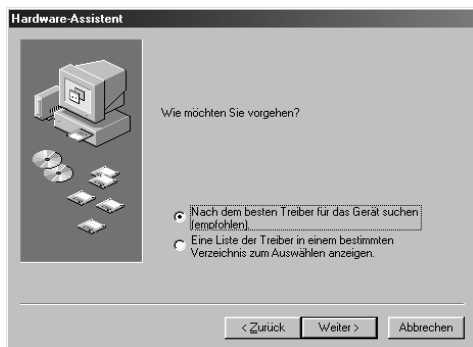 Hardware-Assistent
Wie möchten Sie vorgehen?
Nach dem besten Treiber für das Gerät suchen
(empfohlen).
Eine Liste der Treiber in einem bestimmten
Verzeichnis zum Auswählen anzeigen.
< Zurück Weiter > Abbrechen